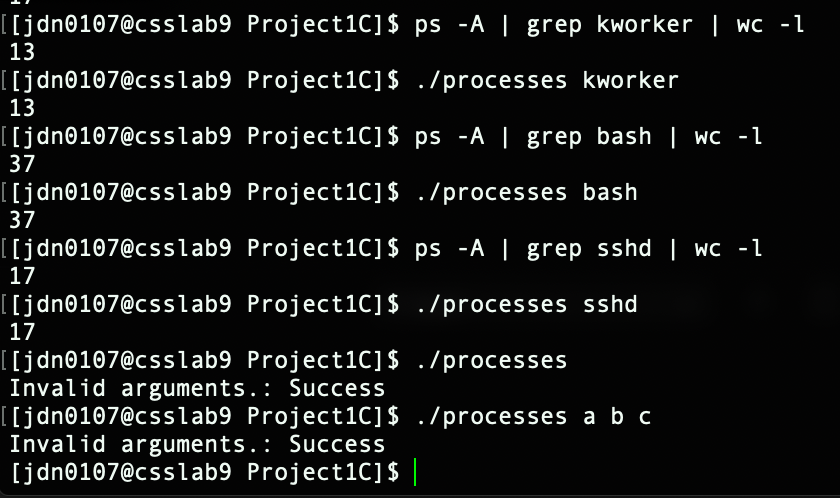 [[jdn0107@csslab9 Project1C]$ ps -A | grep kworker | wc -l
13
[[jdn0107@csslab9 Project1C]$ ./processes kworker
13
[[jdn0107@csslab9 Project1C]$ ps -A | grep bash | wc -l
37
[[jdn0107@csslab9 Project1C]$ ./processes bash
37
[[jdn0107@csslab9 Project1C]$ ps -A | grep sshd | wc -l
17
[[jdn0107@csslab9 Project1C]$ ./processes sshd
17
[[jdn0107@csslab9 Project1C]$ ./processes
Invalid arguments.: Success
[[jdn0107@csslab9 Project1C]$ ./processes a b c
Invalid arguments.: Success
[jdn0107@csslab9 Project1C]$